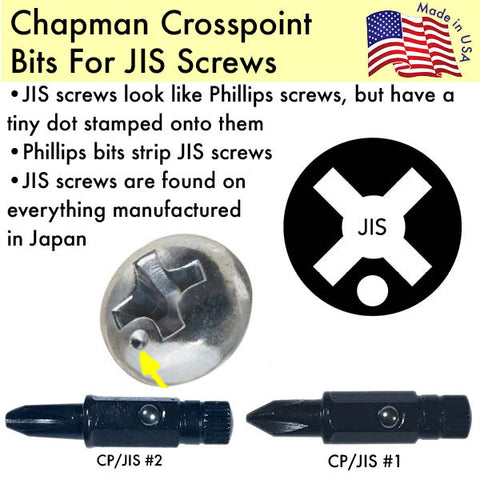 Chapman Crosspoint
Bits For JIS Screws
Made in USA
•JIS screws look like Phillips screws, but have a
tiny dot stamped onto them
•Phillips bits strip JIS screws
•JIS screws are found on
everything manufactured
in Japan
JIS
CP/JIS #2
CP/JIS #1